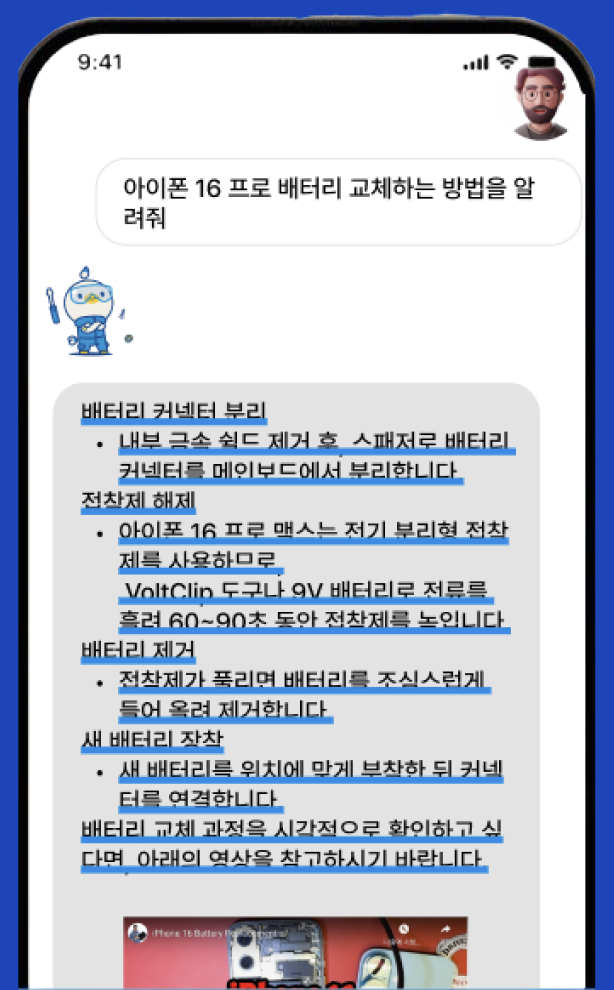 9:41
아이폰 16 프로 배터리 교체하는 방법을 알
려줘
배터리 커넥터 분리
• 내부 금속 쉴드 제거 후, 스패저로 배터리
커넥터를 메인보드에서 분리합니다.
접착제 해제
• 아이폰 16 프로 맥스는 전기 분리형 접착
제를 사용하므로,
VoltClip 도구나 9V 배터리로 전류를
흘려 60~90초 동안 접착제를 녹입니다.
배터리 제거
• 접착제가 풀리면 배터리를 조심스럽게
들어 올려 제거합니다.
새 배터리 장착
• 새 배터리를 위치에 맞게 부착한 뒤 커넥
터를 연결합니다.
배터리 교체 과정을 시각적으로 확인하고 싶
다면, 아래의 영상을 참고하시기 바랍니다.
iPhone 16 Battery Replacement